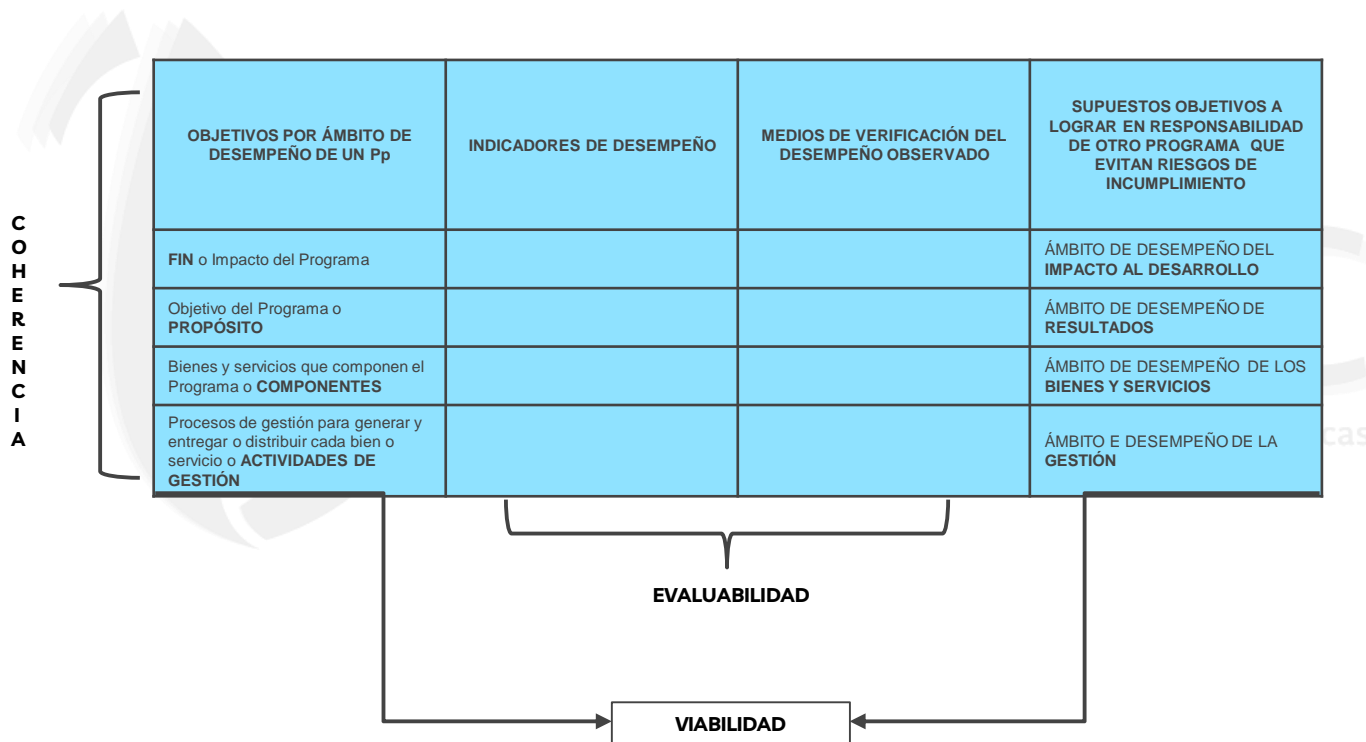 OBJETIVOS POR ÁMBITO DE
DESEMPEÑO DE UN Pp
INDICADORES DE DESEMPEÑO
MEDIOS DE VERIFICACIÓN DEL
DESEMPEÑO OBSERVADO
SUPUESTOS OBJETIVOS A
LOGRAR EN RESPONSABILIDAD
DE OTRO PROGRAMA QUE
EVITAN RIESGOS DE
INCUMPLIMIENTO
C
O
H
E
R
E
N
C
I
A
FIN o Impacto del Programa
ÁMBITO DE DESEMPEÑO DEL
IMPACTO AL DESARROLLO
Objetivo del Programa o
PROPÓSITO
ÁMBITO DE DESEMPEÑO DE
RESULTADOS
Bienes y servicios que componen el
Programa o COMPONENTES
ÁMBITO DE DESEMPEÑO DE LOS
BIENES Y SERVICIOS
Procesos de gestión para generar y
entregar o distribuir cada bien o
servicio o ACTIVIDADES DE
GESTIÓN
ÁMBITO E DESEMPEÑO DE LA
GESTIÓN
cas
EVALUABILIDAD
VIABILIDAD